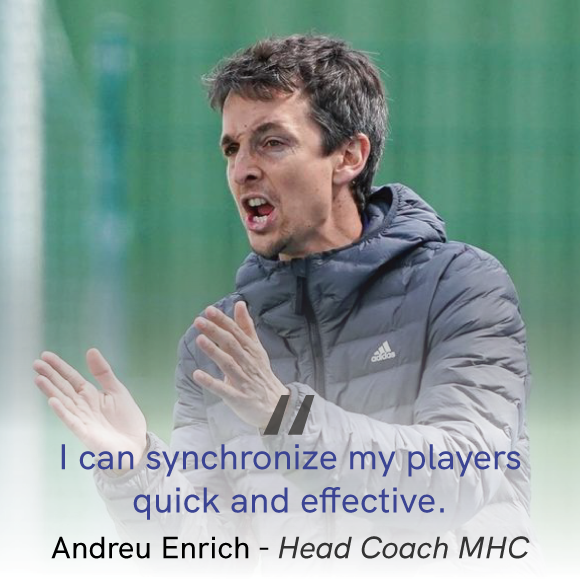 adidas
"
I can synchronize my players
quick and effective.
Andreu Enrich - Head Coach MHC